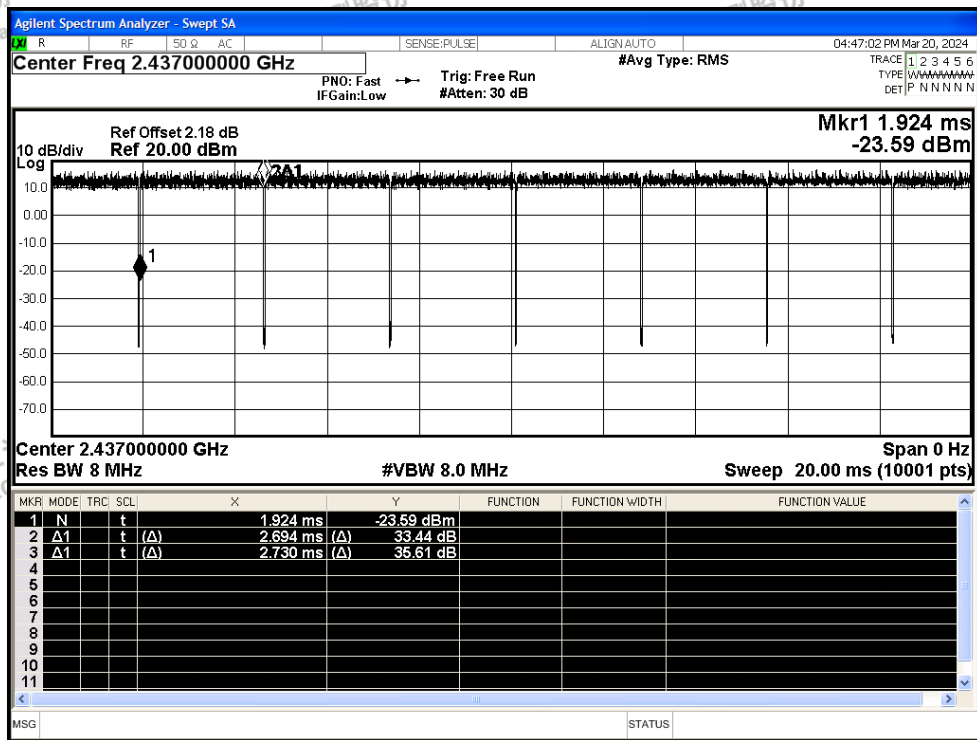 Agilent Spectrum Analyzer - Swept SA
LXI R RF 50 Ω AC SENSE:PULSE ALIGN AUTO 04:47:02 PM Mar 20, 2024
Center Freq 2.437000000 GHz #Avg Type: RMS TRACE 1 2 3 4 5 6
PNO: Fast Trig: Free Run TYPE WWWWWW
IFGain:Low #Atten: 30 dB DET P N N N N N
Mkr1 1.924 ms
Ref Offset 2.18 dB
10 dB/div Ref 20.00 dBm -23.59 dBm
Log
2Δ1
10.0
0.00
-10.0
1
-20.0
-30.0
-40.0
-50.0
-60.0
-70.0
Center 2.437000000 GHz Span 0 Hz
Res BW 8 MHz #VBW 8.0 MHz Sweep 20.00 ms (10001 pts)
MKR MODE TRC SCL X Y FUNCTION FUNCTION WIDTH FUNCTION VALUE
1 N t 1.924 ms -23.59 dBm
2 Δ1 t (Δ) 2.694 ms (Δ) 33.44 dB
3 Δ1 t (Δ) 2.730 ms (Δ) 35.61 dB
4
5
6
7
8
9
10
11
MSG STATUS